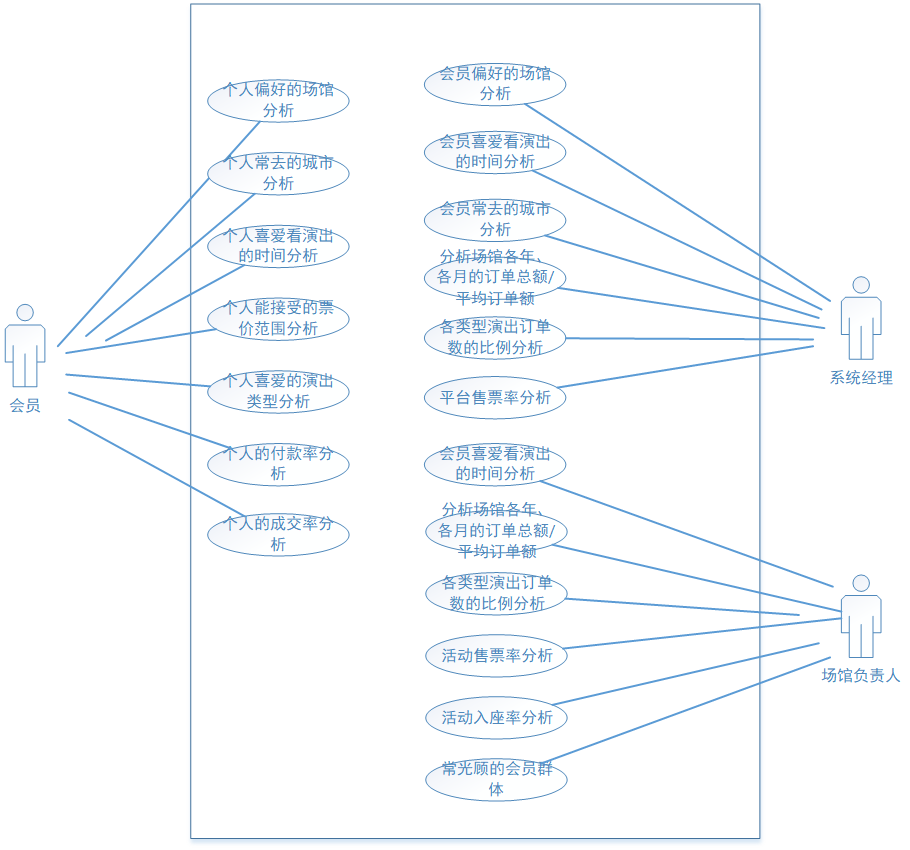 个人偏好的场馆
分析
个人常去的城市
分析
个人喜爱看演出
的时间分析
个人能接受的票
价范围分析
个人喜爱的演出
类型分析
个人的付款率分
析
个人的成交率分
析
会员
会员偏好的场馆
分析
会员喜爱看演出
的时间分析
会员常去的城市
分析
分析场馆各年、
各月的订单总额/
平均订单额
各类型演出订单
数的比例分析
平台售票率分析
会员喜爱看演出
的时间分析
分析场馆各年、
各月的订单总额/
平均订单额
各类型演出订单
数的比例分析
活动售票率分析
活动入座率分析
常光顾的会员群
体
系统经理
场馆负责人